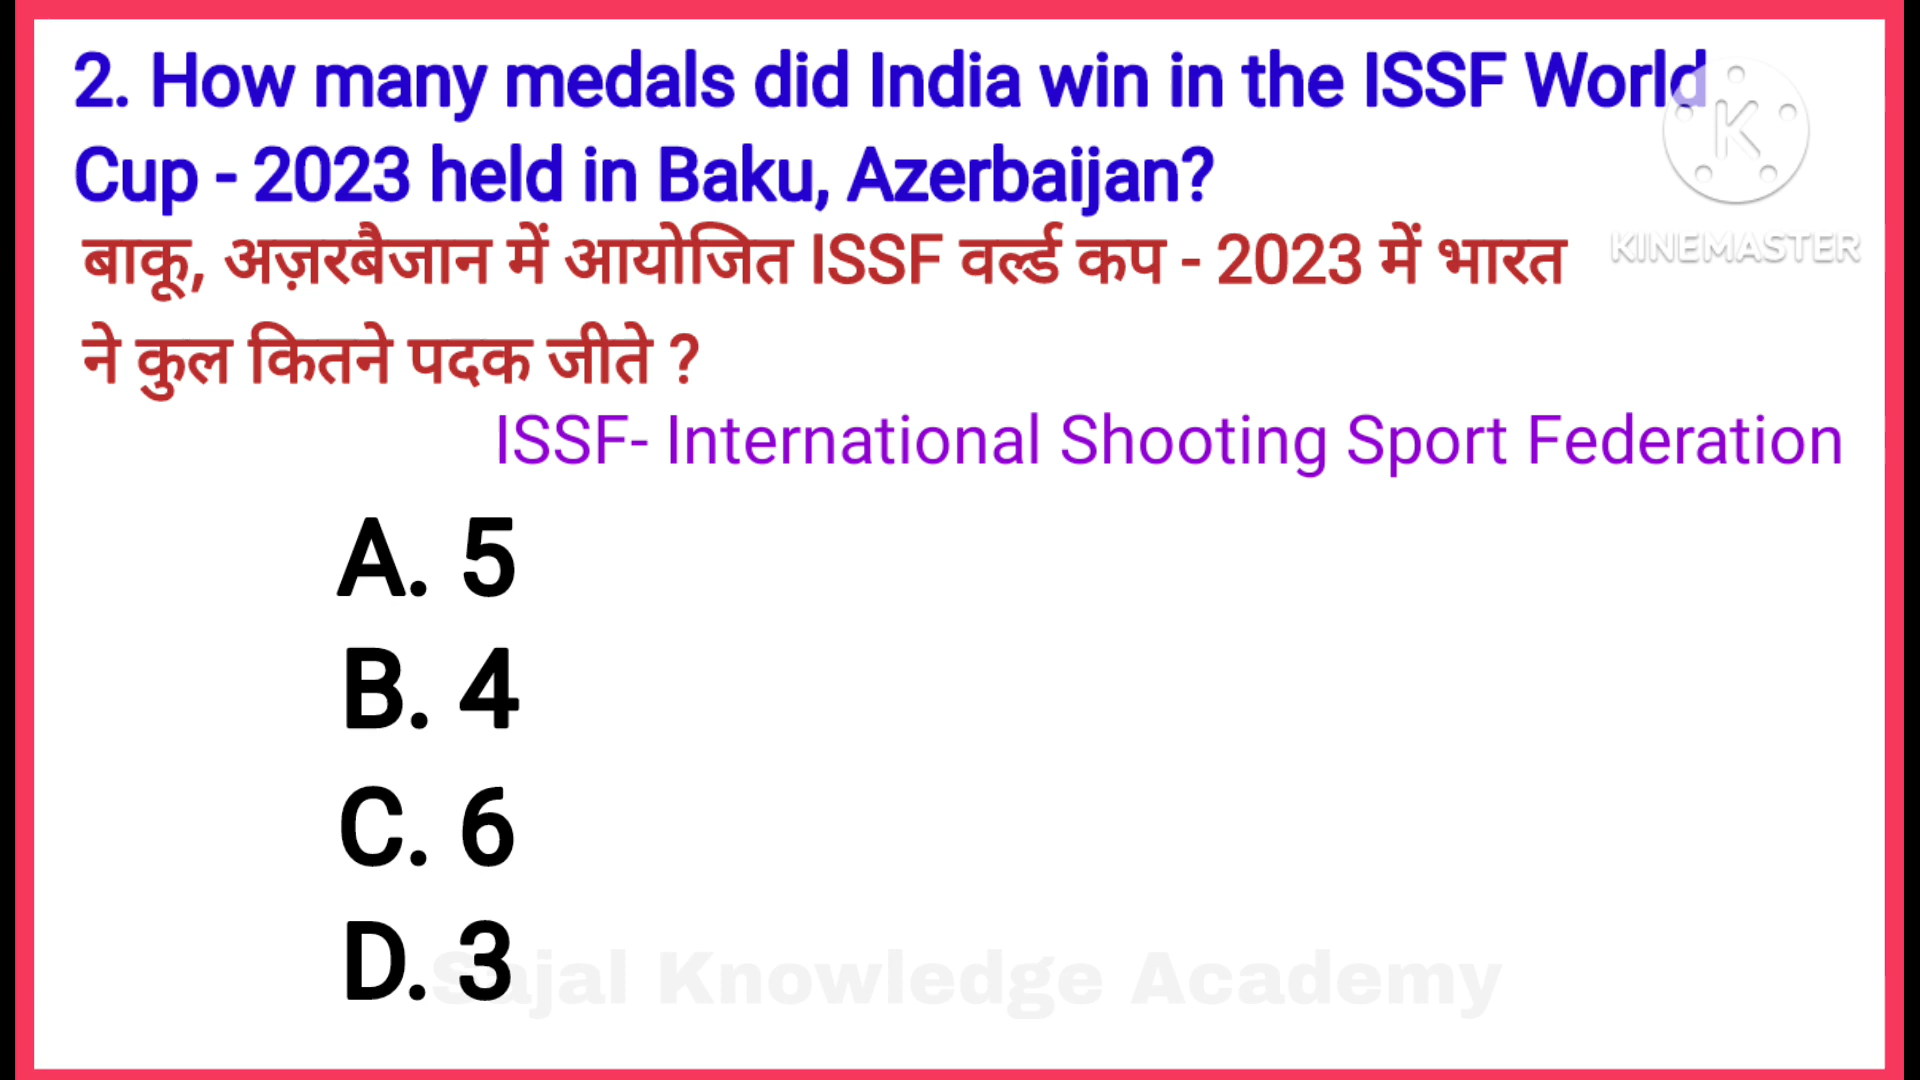 2. How many medals did India win in the ISSF World
Cup - 2023 held in Baku, Azerbaijan?
बाकू, अज़रबैजान में आयोजित ISSF वर्ल्ड कप - 2023 में भारत
ने कुल कितने पदक जीते ?
K
KINEMASTER
ISSF- International Shooting Sport Federation
A. 5
B. 4
C. 6
D. 3
Sajal Knowledge Academy